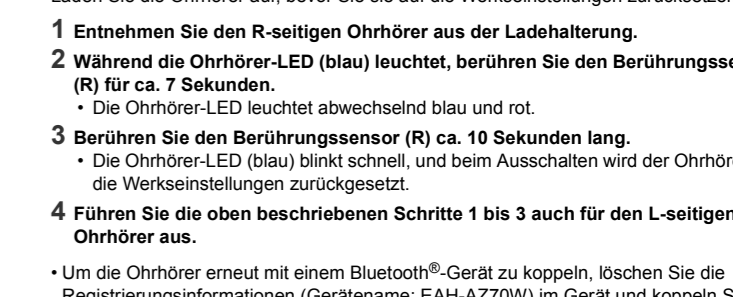 Laden Sie die Ohrhörer auf, bevor Sie sie auf die Werkseinstellungen zurücksetzen
1 Entnehmen Sie den R-seitigen Ohrhörer aus der Ladehalterung.
2 Während die Ohrhörer-LED (blau) leuchtet, berühren Sie den Berührungsse
(R) für ca. 7 Sekunden.
• Die Ohrhörer-LED leuchtet abwechselnd blau und rot.
3 Berühren Sie den Berührungssensor (R) ca. 10 Sekunden lang.
• Die Ohrhörer-LED (blau) blinkt schnell, und beim Ausschalten wird der Ohrhöre
die Werkseinstellungen zurückgesetzt.
4 Führen Sie die oben beschriebenen Schritte 1 bis 3 auch für den L-seitigen
Ohrhörer aus.
• Um die Ohrhörer erneut mit einem Bluetooth®-Gerät zu koppeln, löschen Sie die
Registrierungsinformationen (Gerätename: EAH-AZ70W) im Gerät und koppeln S